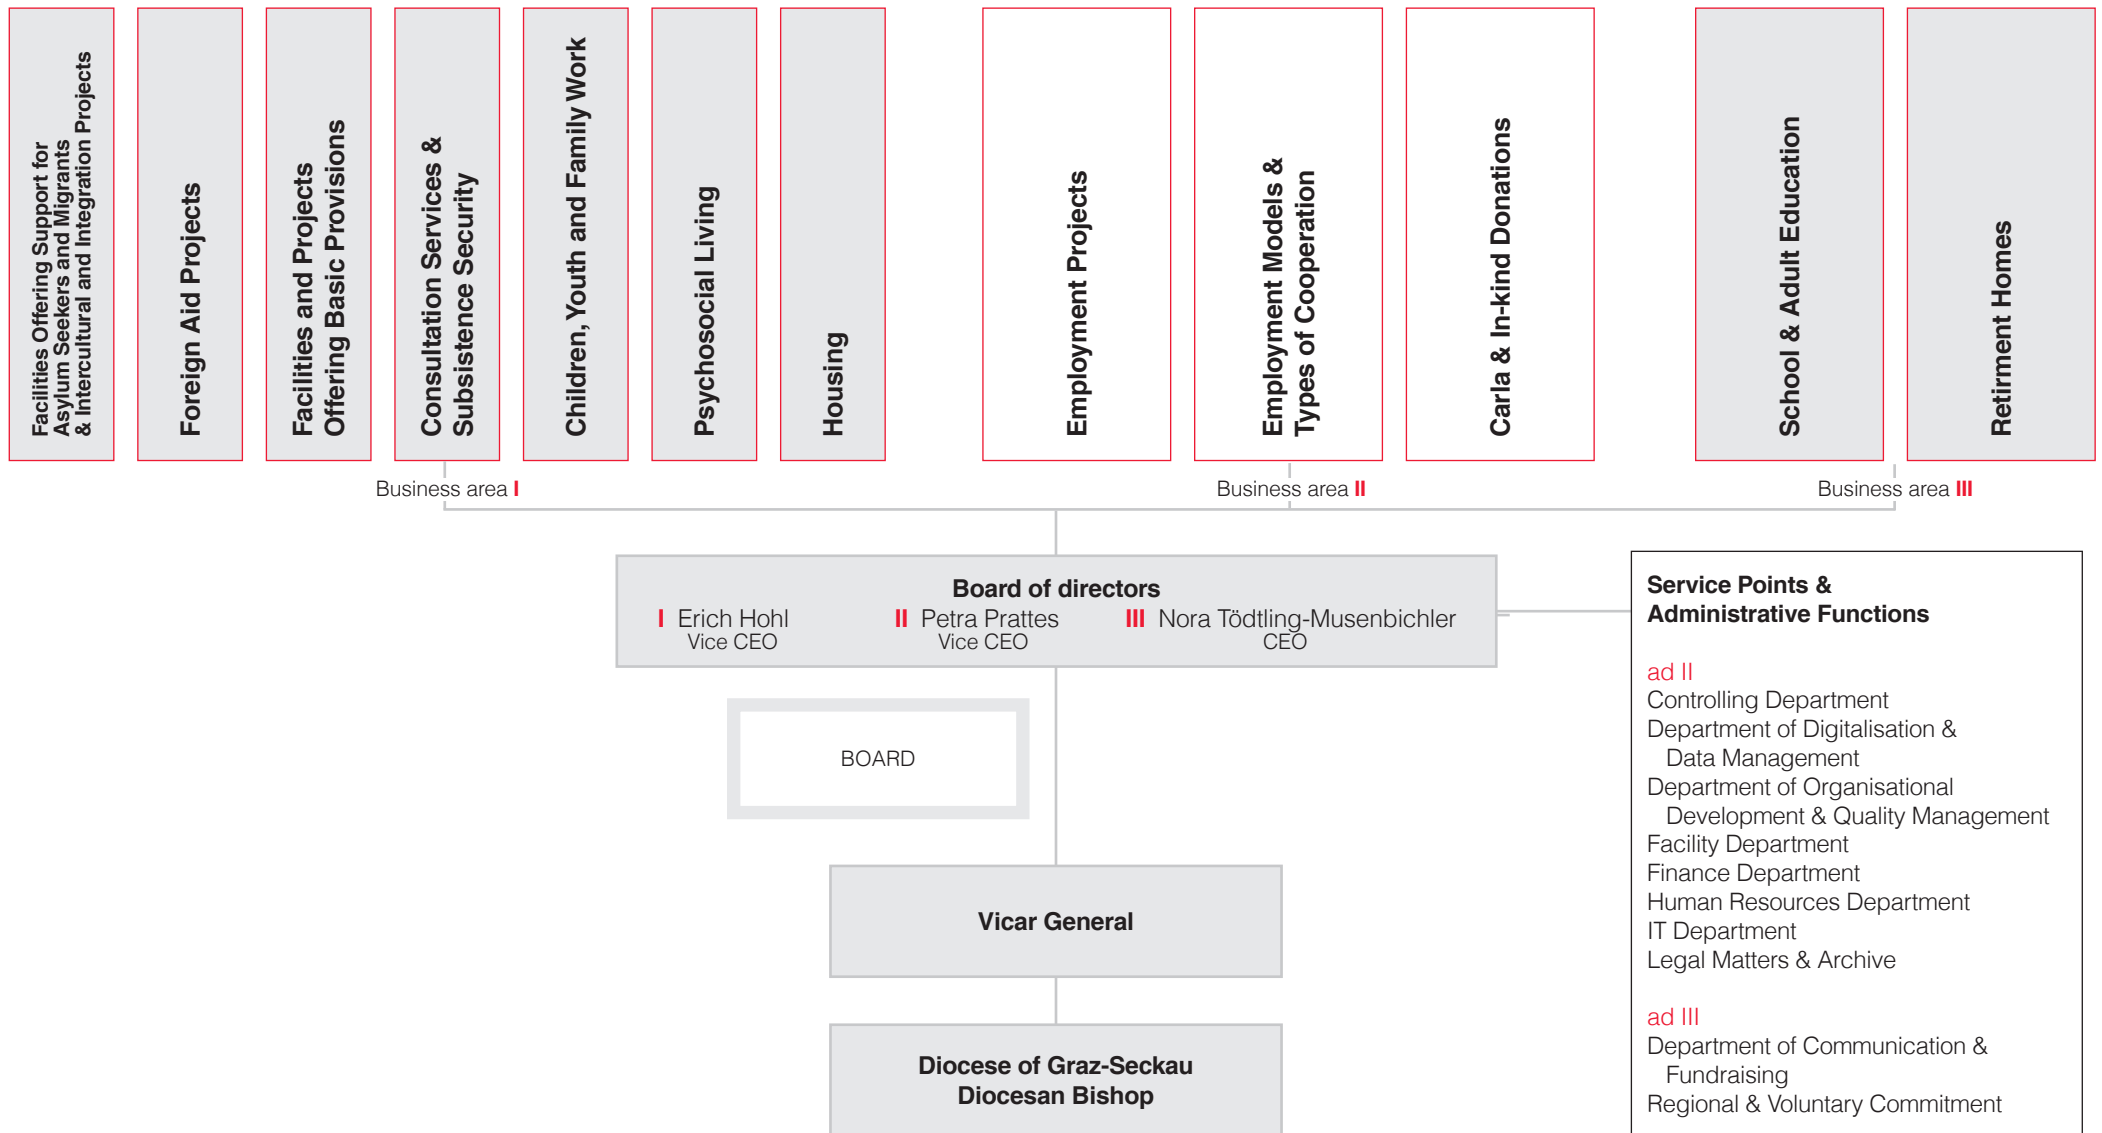 Facilities Offering Support for
Asylum Seekers and Migrants
& Intercultural and Integration Projects
Foreign Aid Projects
Facilities and Projects
Offering Basic Provisions
Consultation Services &
Subsistence Security
Children, Youth and Family Work
Psychosocial Living
Housing
Employment Projects
Employment Models &
Types of Cooperation
Carla & In-kind Donations
School & Adult Education
Retirment Homes
Business area I
Business area II
Business area III
Board of directors
I Erich Hohl
Vice CEO
II Petra Prattes
Vice CEO
III Nora Tödtling-Musenbichler
CEO
BOARD
Vicar General
Diocese of Graz-Seckau
Diocesan Bishop
Service Points &
Administrative Functions
ad II
Controlling Department
Department of Digitalisation &
Data Management
Department of Organisational
Development & Quality Management
Facility Department
Finance Department
Human Resources Department
IT Department
Legal Matters & Archive
ad III
Department of Communication &
Fundraising
Regional & Voluntary Commitment